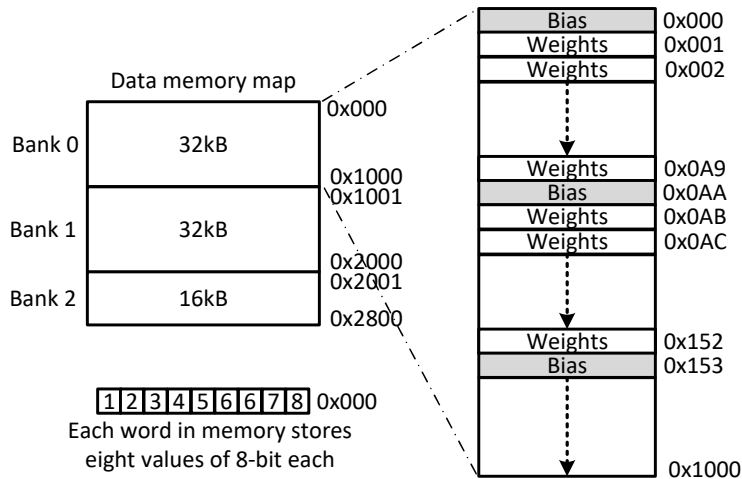 Data memory map
0x000
Bank 0
32kB
0x1000
0x1001
Bank 1
32kB
0x2000
0x2001
Bank 2
16kB
0x2800
1 2 3 4 5 6 6 7 8 0x000
Each word in memory stores
eight values of 8-bit each
Bias 0x000
Weights 0x001
Weights 0x002
Weights 0x0A9
Bias 0x0AA
Weights 0x0AB
Weights 0x0AC
Weights 0x152
Bias 0x153
0x1000